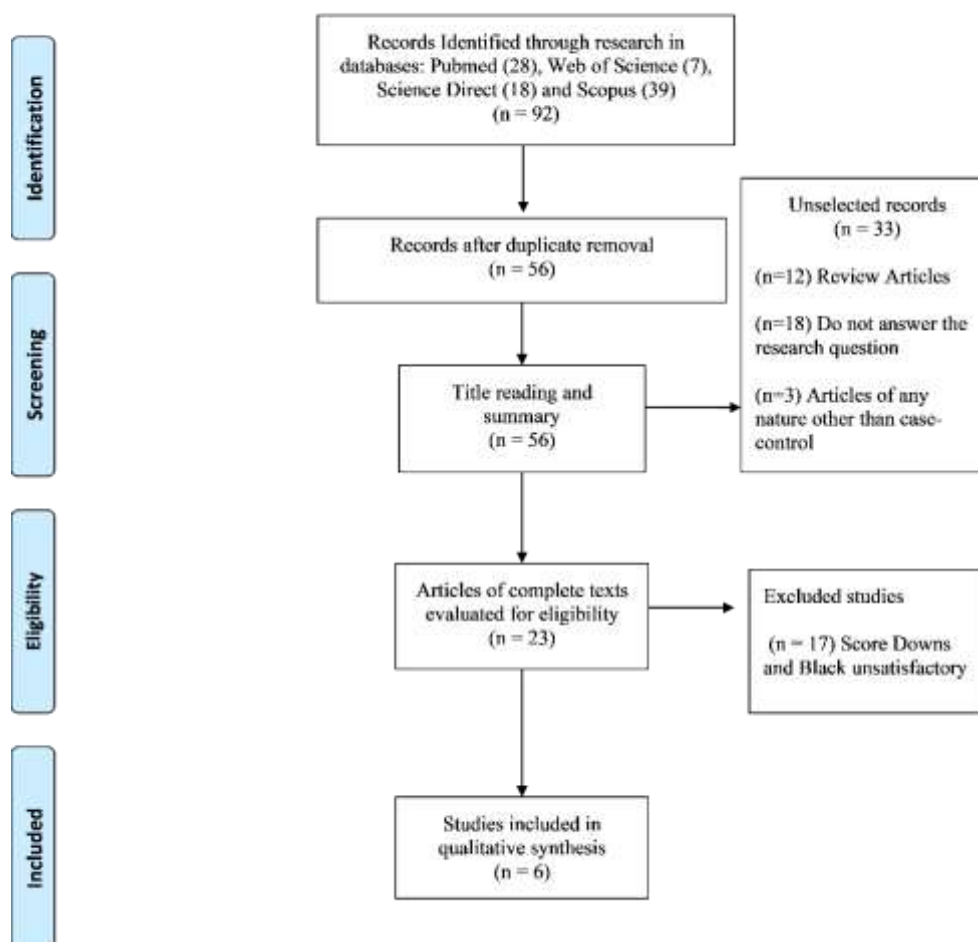 Identification
Records Identified through research in
databases: Pubmed (28), Web of Science (7),
Science Direct (18) and Scopus (39)
(n = 92)
Records after duplicate removal
(n = 56)
Unselected records
(n = 33)
(n=12) Review Articles
(n=18) Do not answer the
research question
(n=3) Articles of any
nature other than case-
control
Screening
Title reading and
summary
(n = 56)
Eligibility
Articles of complete texts
evaluated for eligibility
(n = 23)
Excluded studies
(n = 17) Score Downs
and Black unsatisfactory
Included
Studies included in
qualitative synthesis
(n = 6)